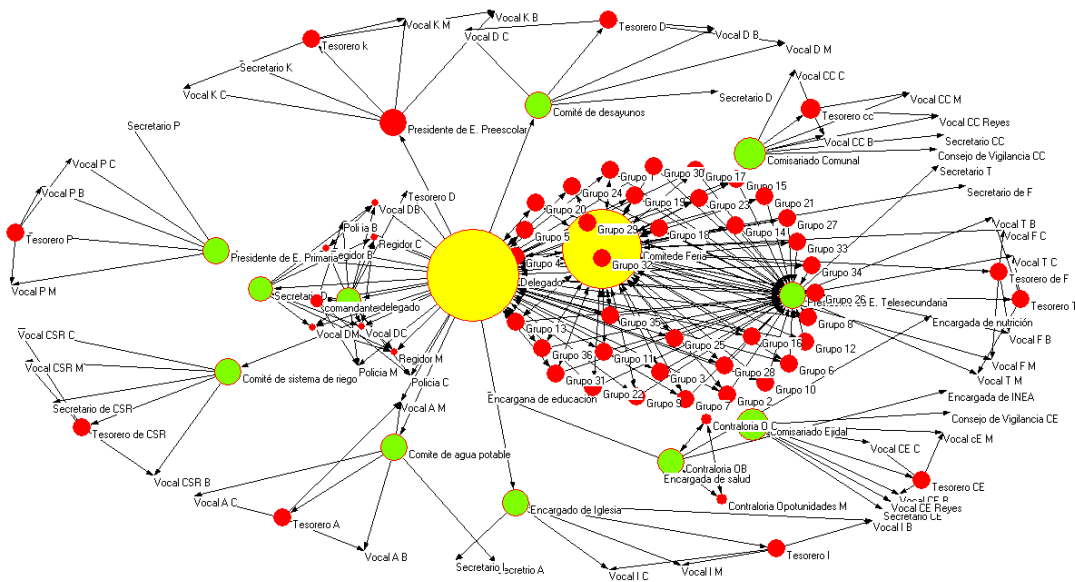 Vocal K B
Vocal K M
Vocal D C
Tesorero D
Vocal D B
Tesorero k
Vocal D M
Secretario K
Vocal K C
Presidente de E. Preescolar
Comité de desayunos
Secretario D
Vocal CC C
Vocal CC M
Tesorero cc
Vocal CC Reyes
Vocal CC B
Secretario CC
Comisariado Comunal
Consejo de Vigilancia CC
Secretario T
Secretario P
Vocal P C
Vocal P B
Tesorero P
Presidente de E. Primaria
Vocal P M
Tesorero D
Vocal DB
Policia B
Regidor C
Regidor B
Secretario D
Vocal DM
Vocal DC
Regidor M
Policia M
Policia C
Delegado
Grupo 1
Grupo 30
Grupo 17
Grupo 15
Grupo 24
Grupo 19
Grupo 23
Grupo 21
Grupo 20
Grupo 29
Grupo 18
Grupo 14
Grupo 27
Grupo 5
Grupo 33
Grupo 4
Grupo 32
Comitede Feria
Grupo 34
Grupo 26
Grupo 8
Grupo 35
Grupo 13
Grupo 25
Grupo 16
Grupo 12
Grupo 36
Grupo 11
Grupo 6
Grupo 31
Grupo 3
Grupo 28
Grupo 10
Grupo 22
Grupo 9
Grupo 7
Grupo 2
Secretario de F
Vocal T B
Vocal F C
Vocal T C
Tesorero de F
Tesorero T
Encargada de nutrición
Vocal F B
Vocal F M
Vocal T M
Vocal CSR C
Vocal CSR M
Comité de sistema de riego
Secretario de CSR
Tesorero de CSR
Vocal CSR B
Encargana de educación
Vocal A M
Comite de agua potable
Vocal A C
Tesorero A
Vocal A B
Encargada de INEA
Consejo de Vigilancia CE
Comisariado Ejidal
Contraloria O C
Contraloria OB
Encargada de salud
Contraloria Opotunidades M
Vocal cE M
Vocal CE C
Tesorero CE
Vocal CE B
Vocal CE Reyes
Secretario CE
Encargado de Iglesia
Vocal I B
Tesorero I
Secretario I
Secretrio A
Vocal I M
Vocal I C